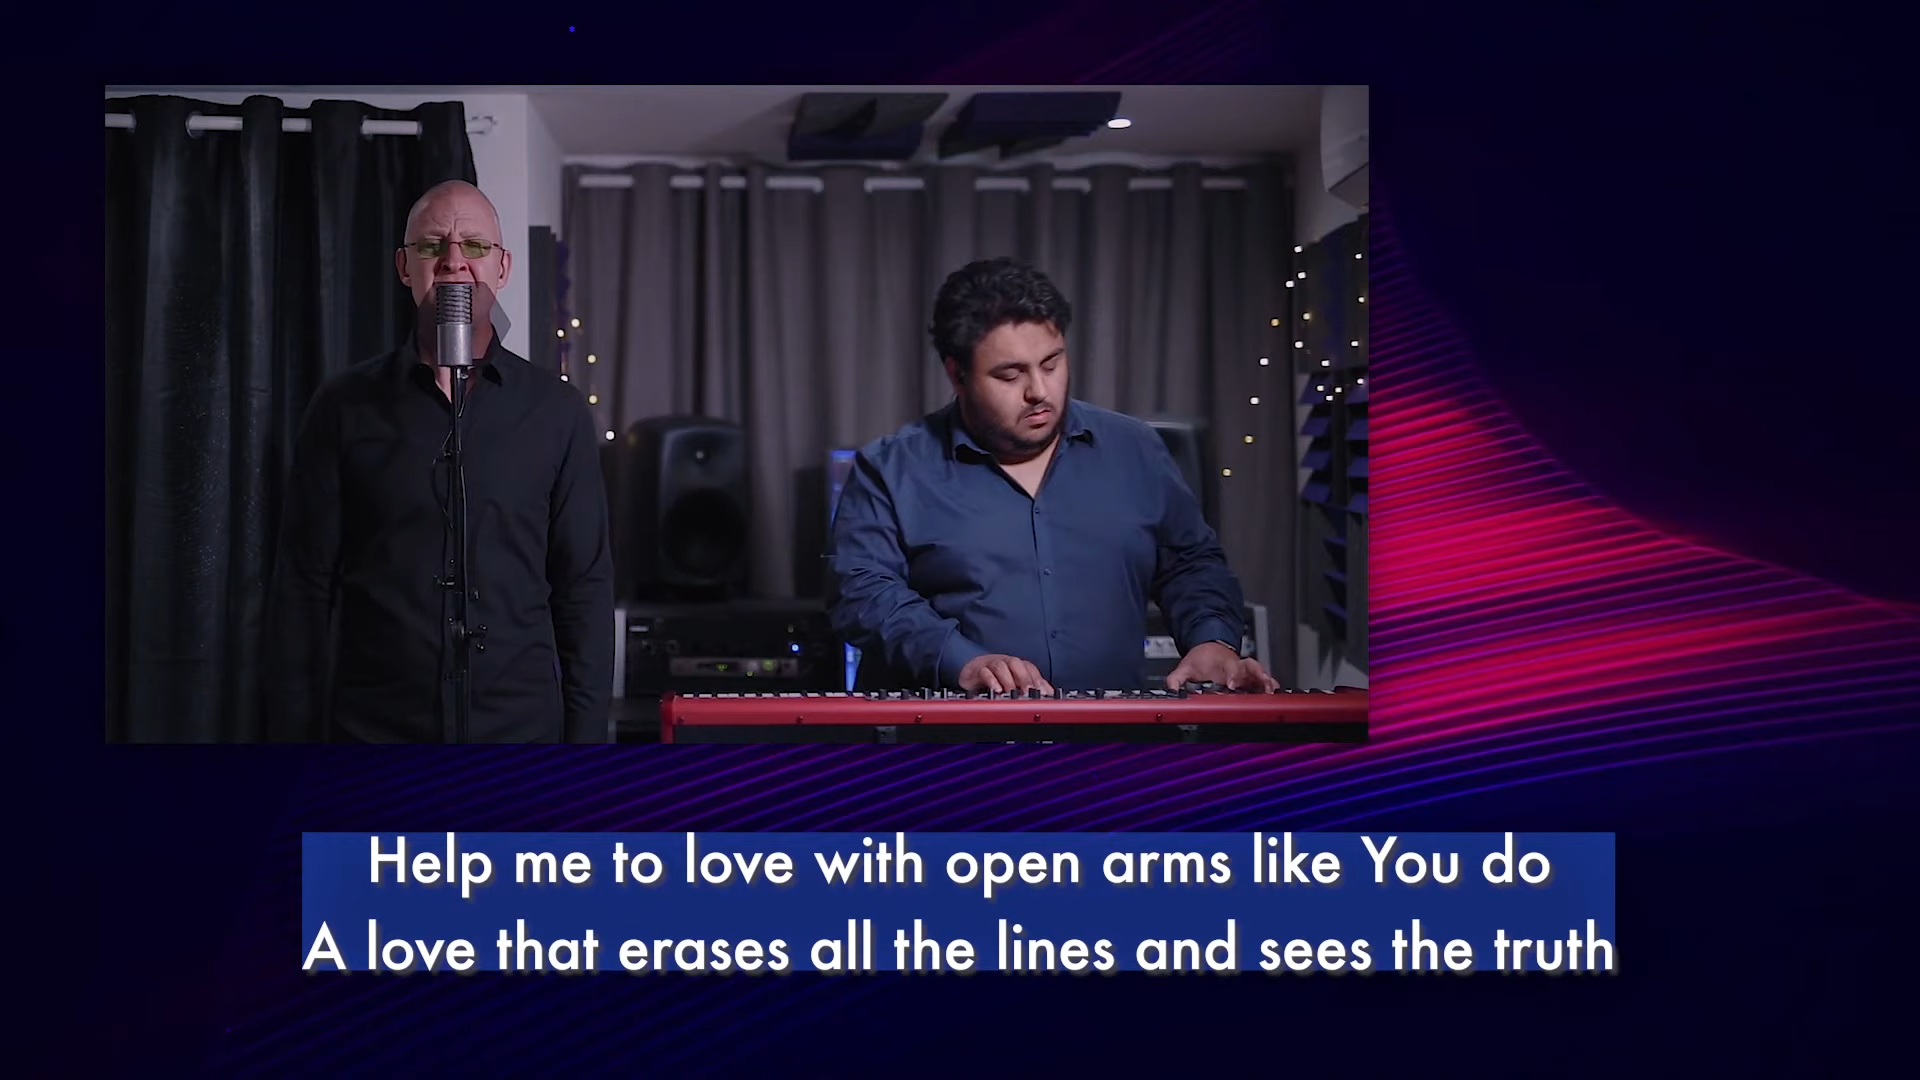 Help me to love with open arms like You do
A love that erases all the lines and sees the truth